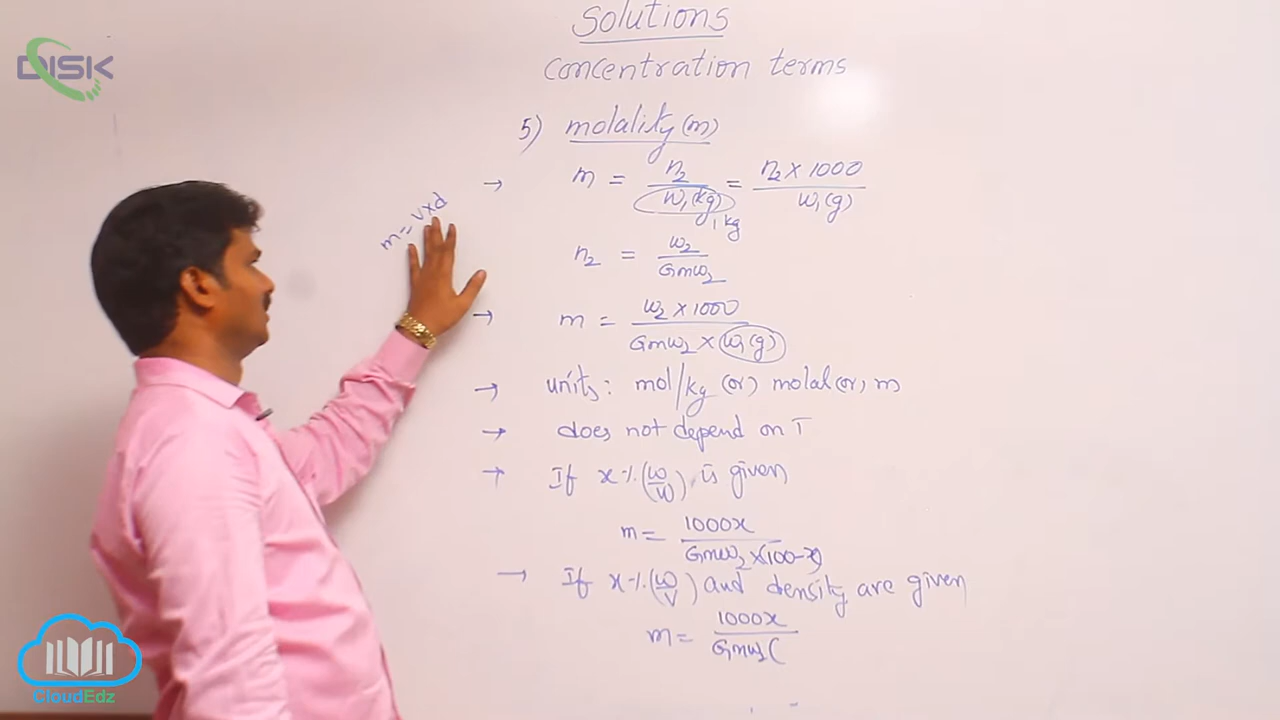 DISK
Solutions
Concentration terms
5) molality (m)
→ m = n₂ / W₁(kg) = n₂ × 1000 / W₁(g)
1 kg
m = V×d
n₂ = W₂ / GMW₂
→ m = W₂ × 1000 / GMW₂ × W₁(g)
→ units: mol/kg (or) molal (or) m
→ does not depend on T
→ If x % (W/W) is given
m = 1000x / GMW₂ × (100-x)
→ If x % (W/V) and density are given
m = 1000x / GMW₂ (
CloudEdz